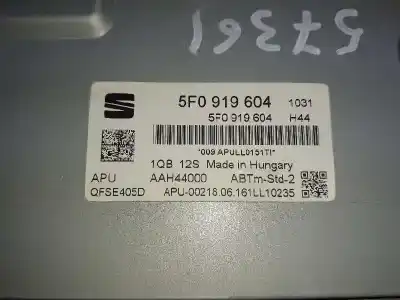 57361
5F0 919 604 1031
5F0 919 604 H44
*009 APULL0151TI*
1QB 12S Made in Hungary
APU AAH44000 ABTm-Std-2
QFSE405D APU-00218.06.161LL10235